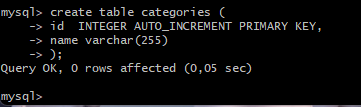 mysql> create table categories (
    -> id  INTEGER AUTO_INCREMENT PRIMARY KEY,
    -> name varchar(255)
    -> );
Query OK, 0 rows affected (0,05 sec)
mysql>